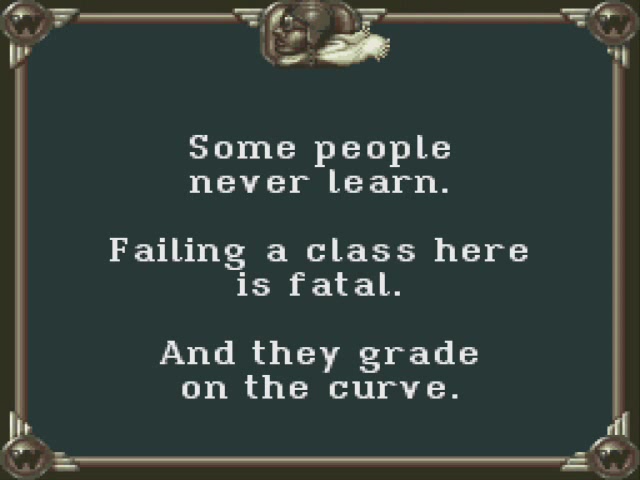 Some people
never learn.
Failing a class here
is fatal.
And they grade
on the curve.